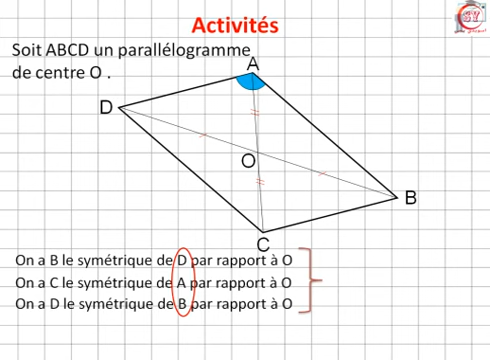 Activités
Soit ABCD un parallélogramme
de centre O .
A
D
O
B
C
On a B le symétrique de D par rapport à O
On a C le symétrique de A par rapport à O
On a D le symétrique de B par rapport à O